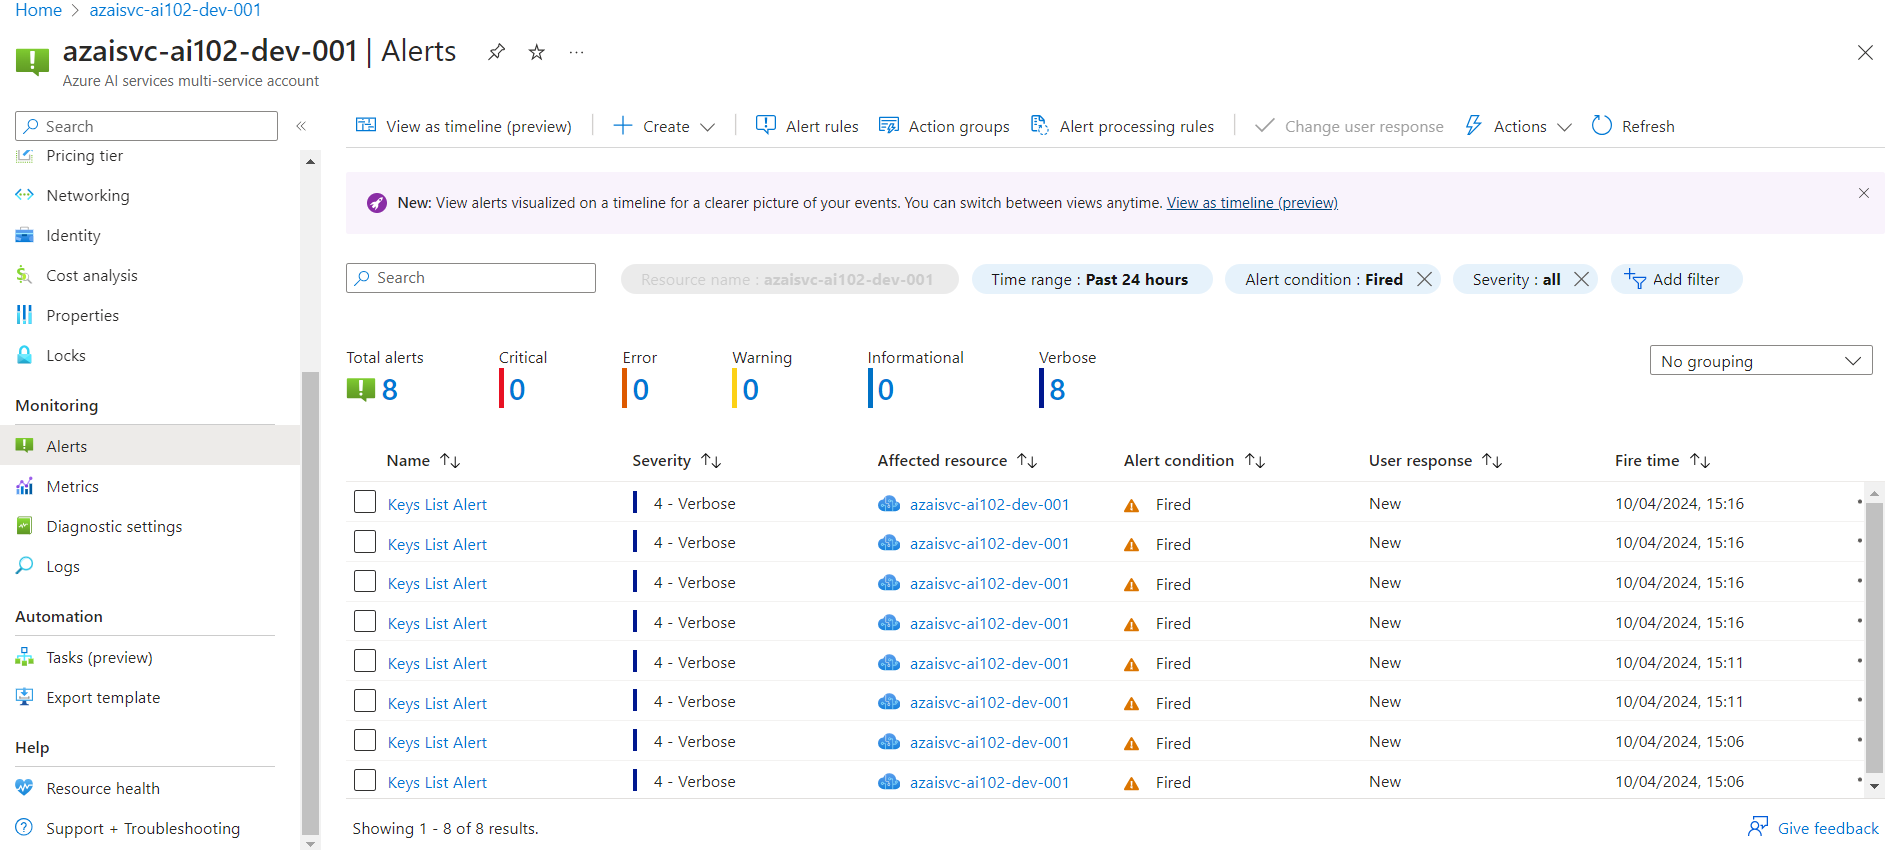 Home > azaisvc-ai102-dev-001
azaisvc-ai102-dev-001 | Alerts
Azure AI services multi-service account
Search
Pricing tier
Networking
Identity
Cost analysis
Properties
Locks
Monitoring
Alerts
Metrics
Diagnostic settings
Logs
Automation
Tasks (preview)
Export template
Help
Resource health
Support + Troubleshooting
View as timeline (preview) Create Alert rules Action groups Alert processing rules Change user response Actions Refresh
New: View alerts visualized on a timeline for a clearer picture of your events. You can switch between views anytime. View as timeline (preview)
Search Resource name : azaisvc-ai102-dev-001 Time range : Past 24 hours Alert condition : Fired Severity : all Add filter
Total alerts Critical Error Warning Informational Verbose
8 0 0 0 0 8
No grouping
Name Severity Affected resource Alert condition User response Fire time
Keys List Alert 4 - Verbose azaisvc-ai102-dev-001 Fired New 10/04/2024, 15:16
Keys List Alert 4 - Verbose azaisvc-ai102-dev-001 Fired New 10/04/2024, 15:16
Keys List Alert 4 - Verbose azaisvc-ai102-dev-001 Fired New 10/04/2024, 15:16
Keys List Alert 4 - Verbose azaisvc-ai102-dev-001 Fired New 10/04/2024, 15:16
Keys List Alert 4 - Verbose azaisvc-ai102-dev-001 Fired New 10/04/2024, 15:11
Keys List Alert 4 - Verbose azaisvc-ai102-dev-001 Fired New 10/04/2024, 15:11
Keys List Alert 4 - Verbose azaisvc-ai102-dev-001 Fired New 10/04/2024, 15:06
Keys List Alert 4 - Verbose azaisvc-ai102-dev-001 Fired New 10/04/2024, 15:06
Showing 1 - 8 of 8 results.
Give feedback